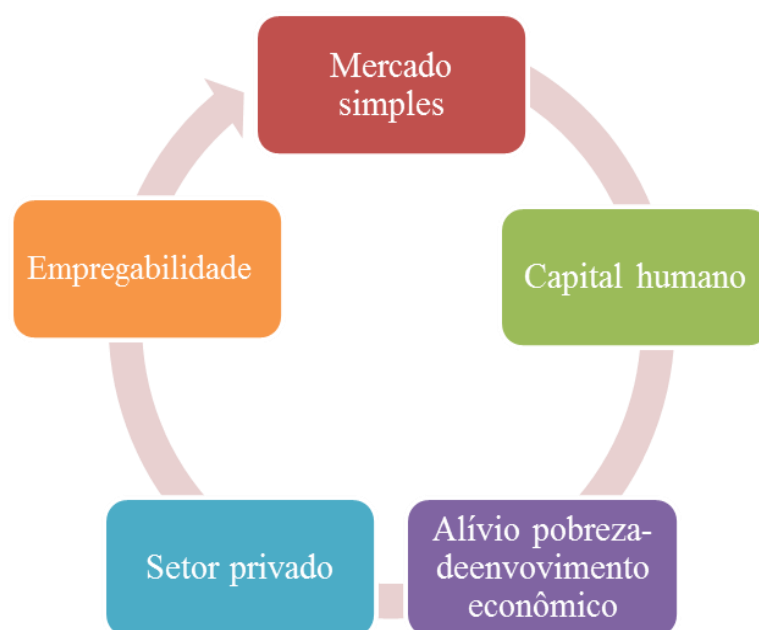 Mercado
simples
Capital humano
Alívio pobreza-
deenvovimento
econômico
Setor privado
Empregabilidade